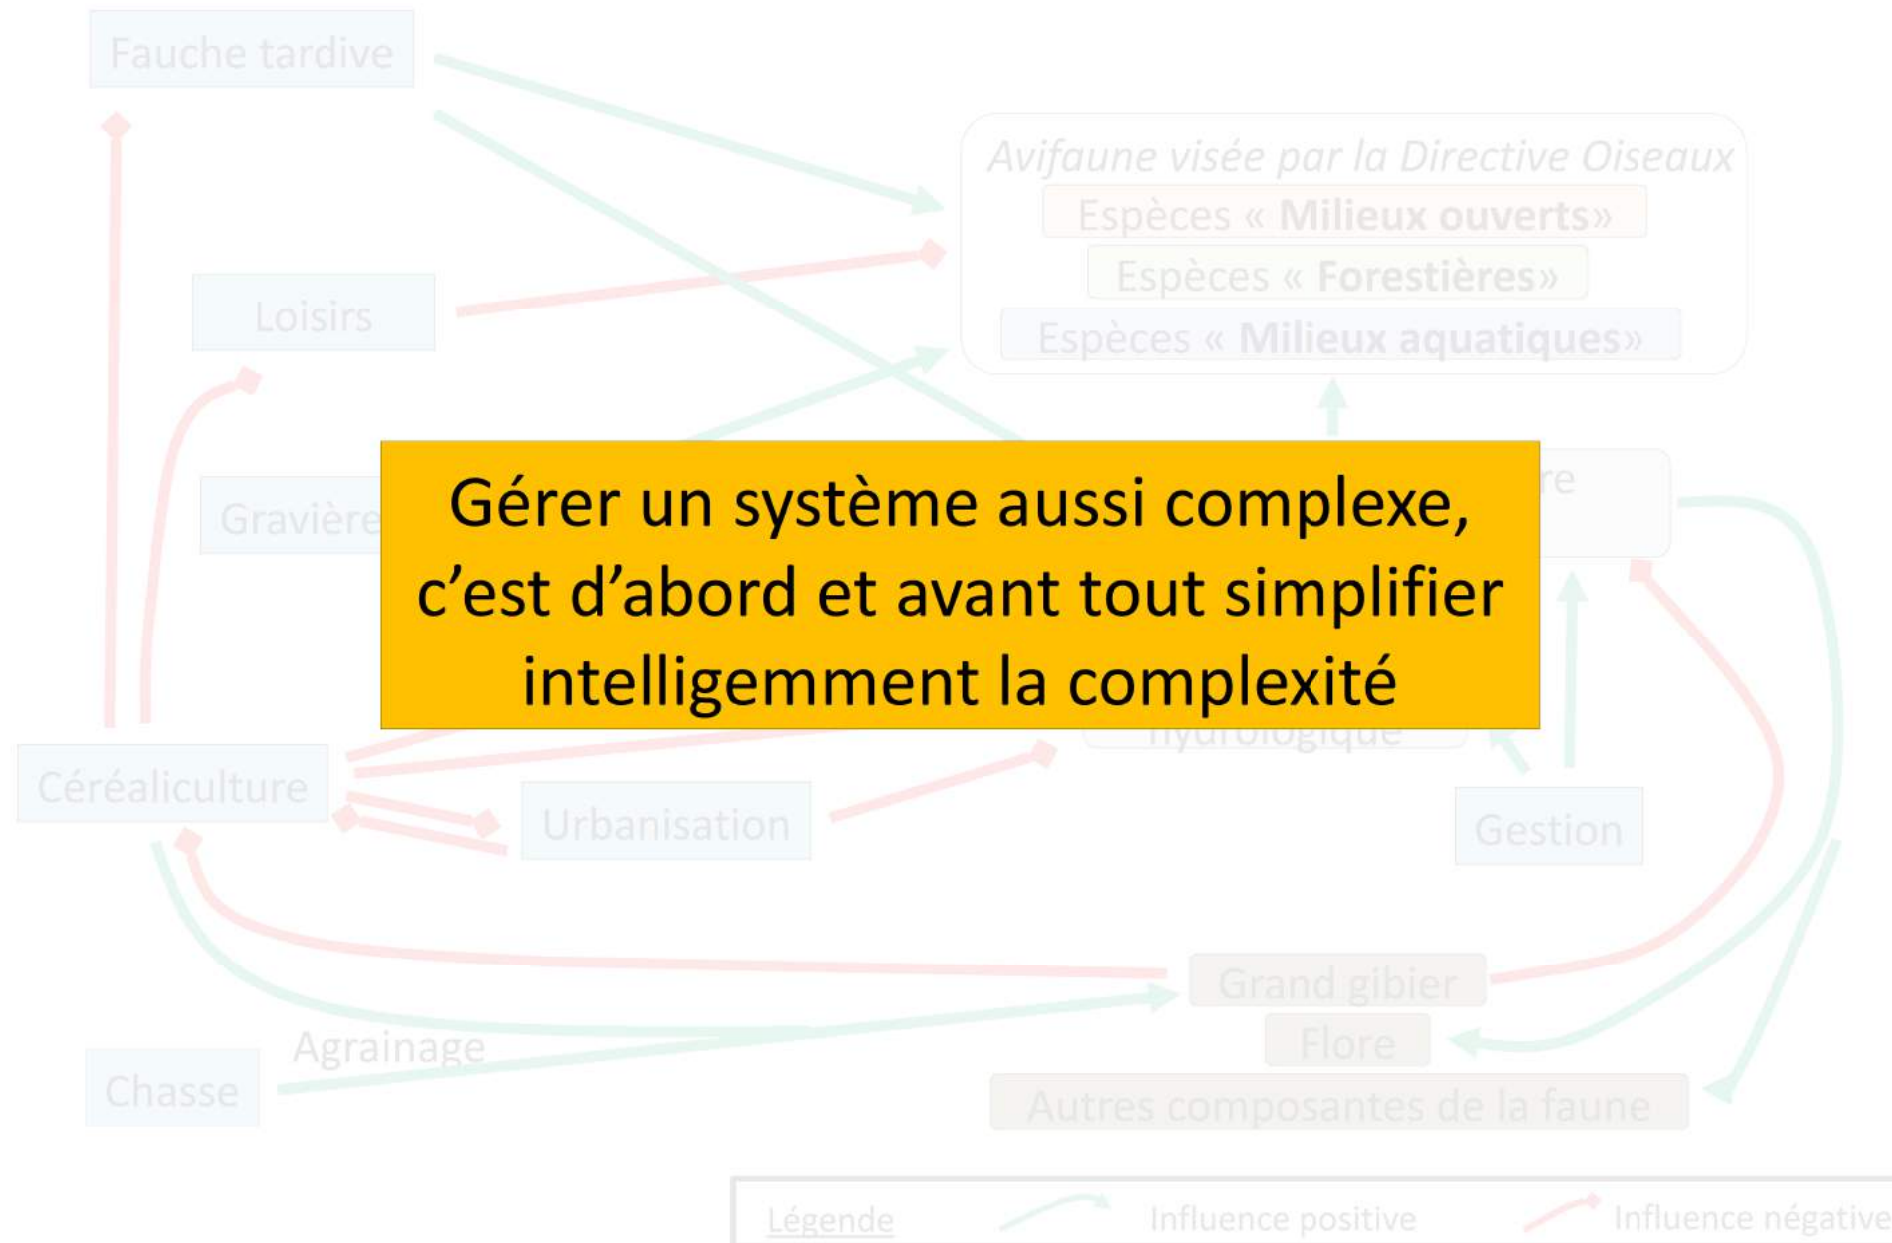 Fauche tardive
Avifaune visée par la Directive Oiseaux
Espèces « Milieux ouverts»
Espèces « Forestières»
Loisirs
Espèces « Milieux aquatiques»
Gravière
re
Gérer un système aussi complexe,
c’est d’abord et avant tout simplifier
intelligemment la complexité
hydrologique
Céréaliculture
Urbanisation
Gestion
Grand gibier
Agrainage
Flore
Chasse
Autres composantes de la faune
Légende
Influence positive
Influence négative